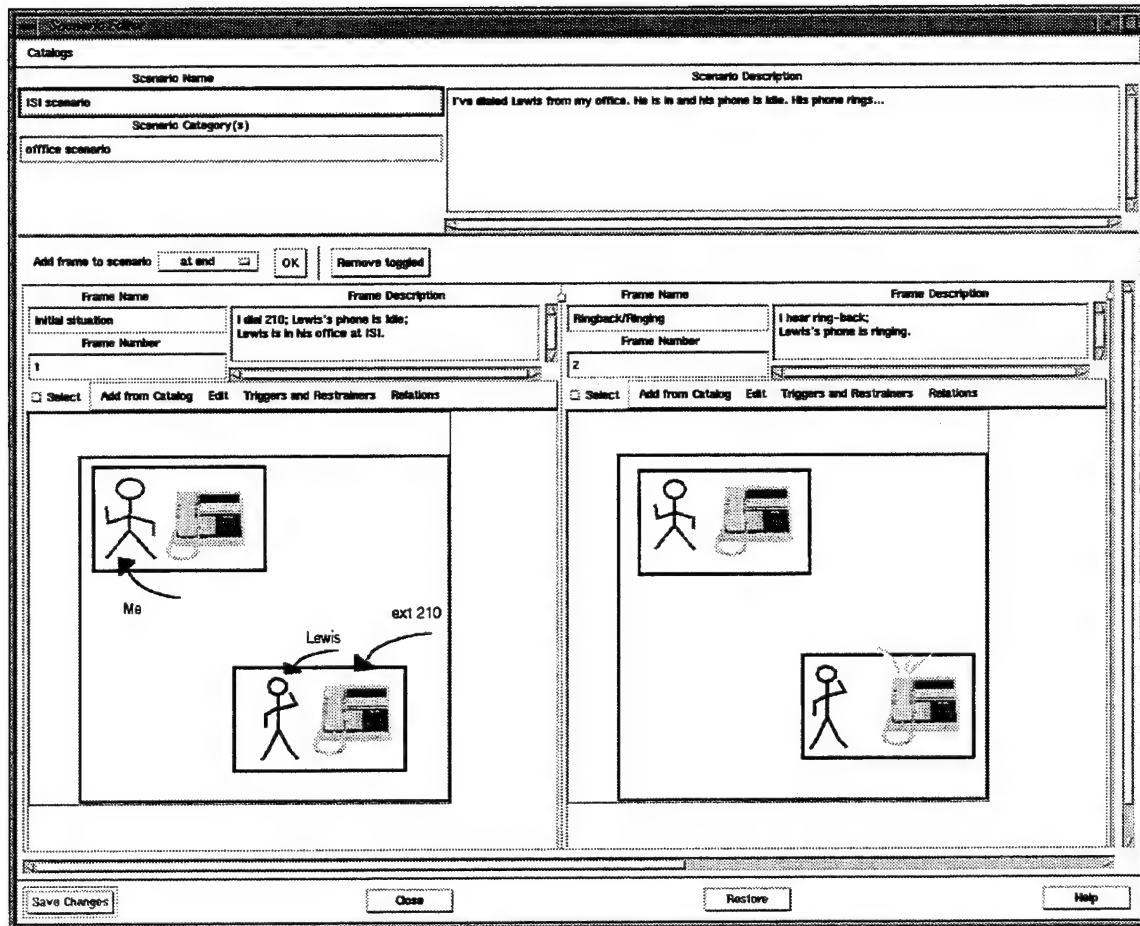 Scenario Editor
Catalogs
Scenario Name
Scenario Description
ISI scenario
I've dialed Lewis from my office. He is in and his phone is idle. His phone rings...
Scenario Category(s)
offfice scenario
Add frame to scenario at end OK Remove toggled
Frame Name
Frame Description
Initial situation
I dial 210; Lewis's phone is idle;
Lewis is in his office at ISI.
Frame Number
1
Select Add from Catalog Edit Triggers and Restrainers Relations
Me
Lewis
ext 210
Frame Name
Frame Description
Ringback/Ringing
I hear ring-back;
Lewis's phone is ringing.
Frame Number
2
Select Add from Catalog Edit Triggers and Restrainers Relations
Save Changes Close Restore Help